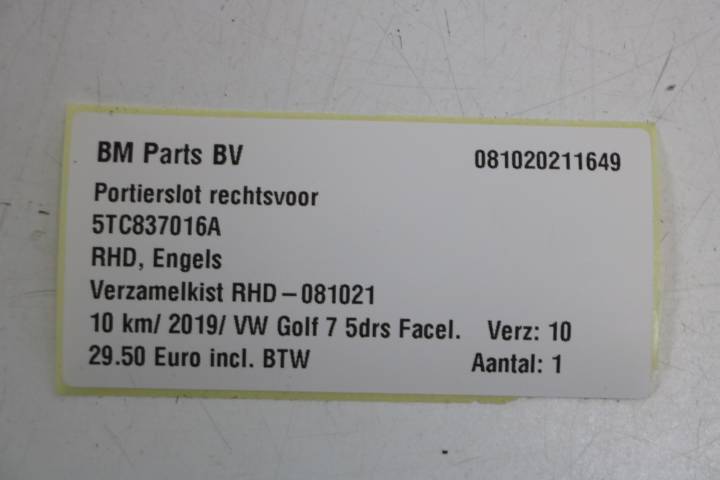 BM Parts BV 081020211649
Portierslot rechtsvoor
5TC837016A
RHD, Engels
Verzamelkist RHD-081021
10 km/ 2019/ VW Golf 7 5drs Facel. Verz: 10
29.50 Euro incl. BTW Aantal: 1